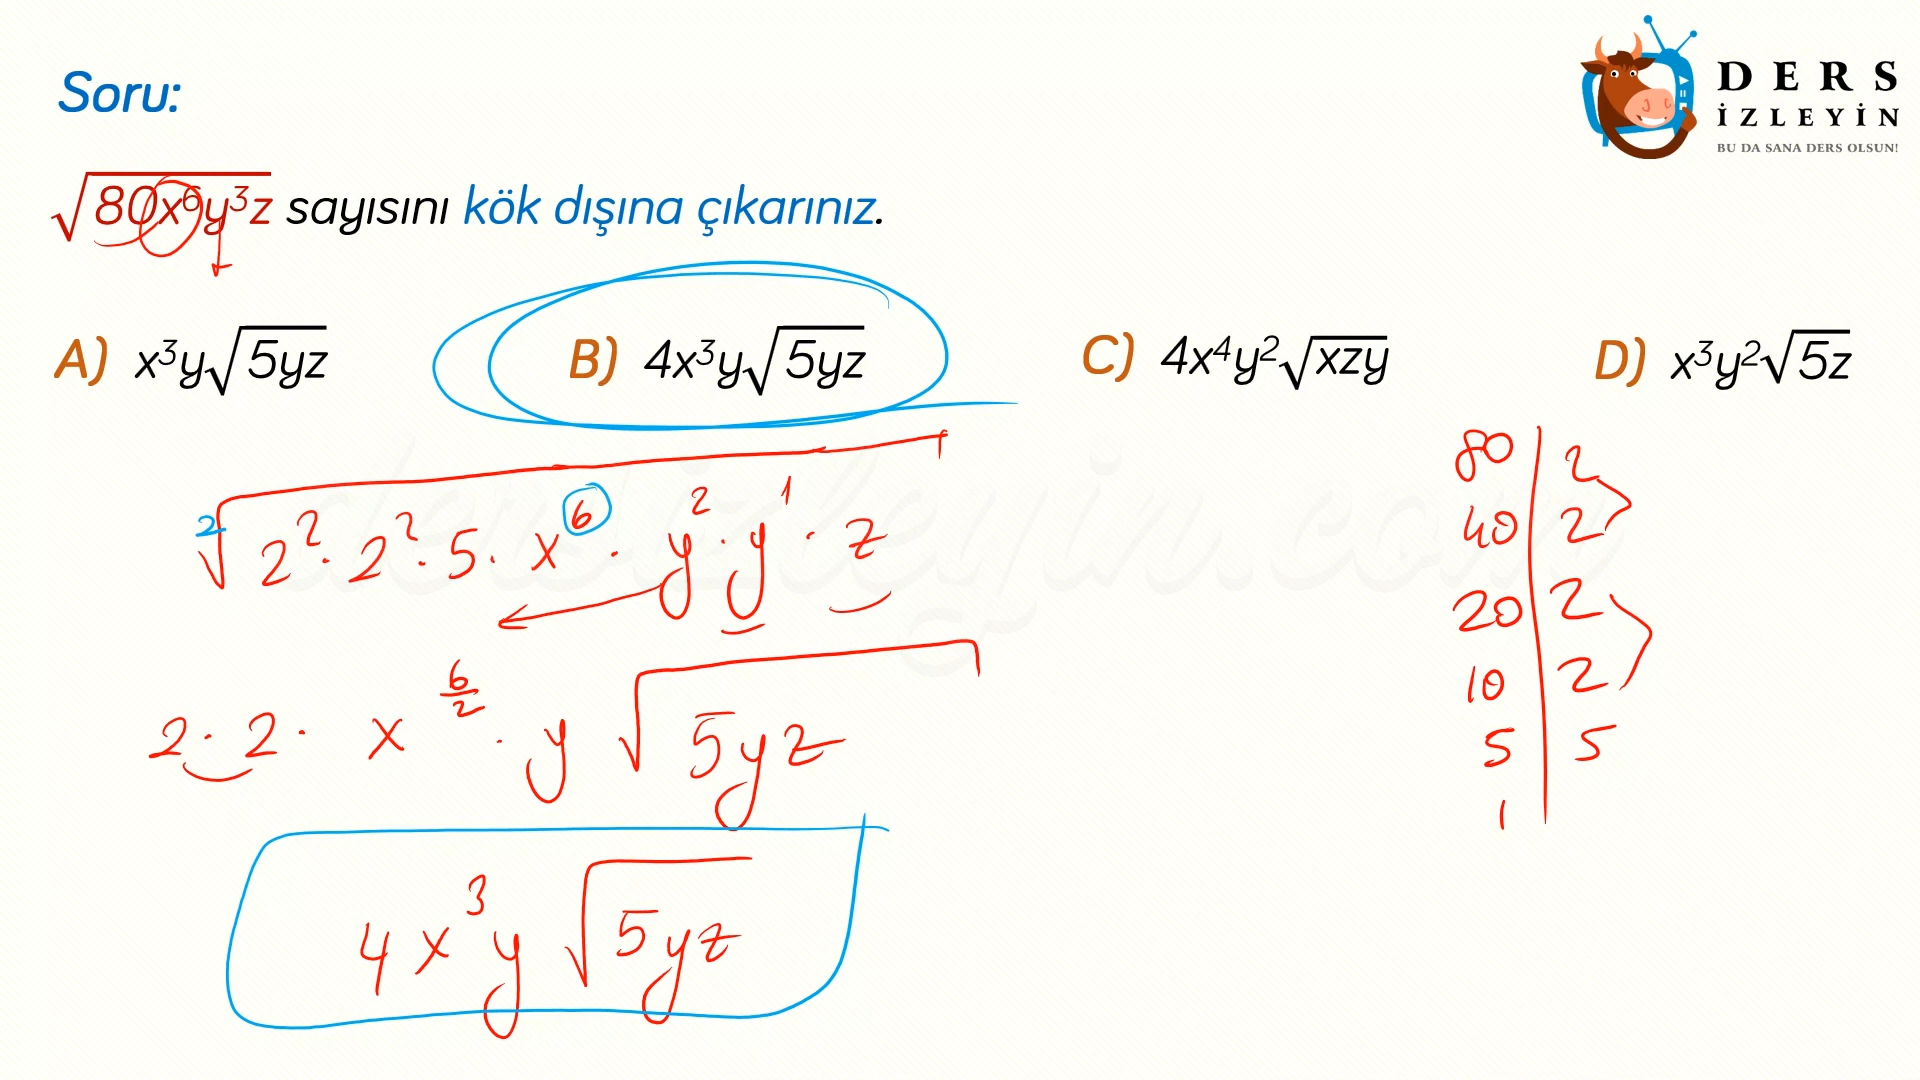 DERS
İZLEYİN
BU DA SANA DERS OLSUN!
Soru:
√80x⁶y³z sayısını kök dışına çıkarınız.
A) x³y√5yz B) 4x³y√5yz C) 4x⁴y²√xzy D) x³y²√5z
dersizleyin.com
²√2²·2²·5·x⁶·y²·y¹·z
2·2·x^(6/2)·y√5yz
4x³y√5yz
80 | 2
40 | 2
20 | 2
10 | 2
5 | 5
1